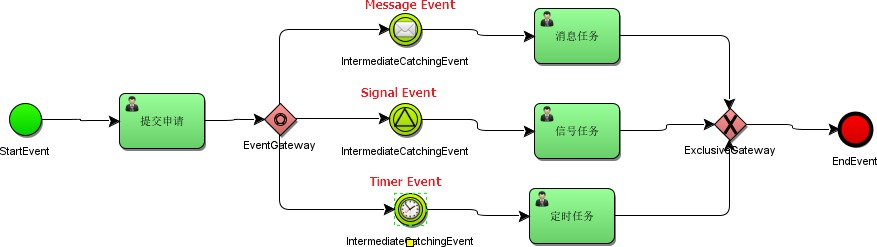 Message Event
消息任务
IntermediateCatchingEvent
Signal Event
提交申请
信号任务
StartEvent
EventGateway
IntermediateCatchingEvent
ExclusiveGateway
EndEvent
Timer Event
定时任务
IntermediateCatchingEvent